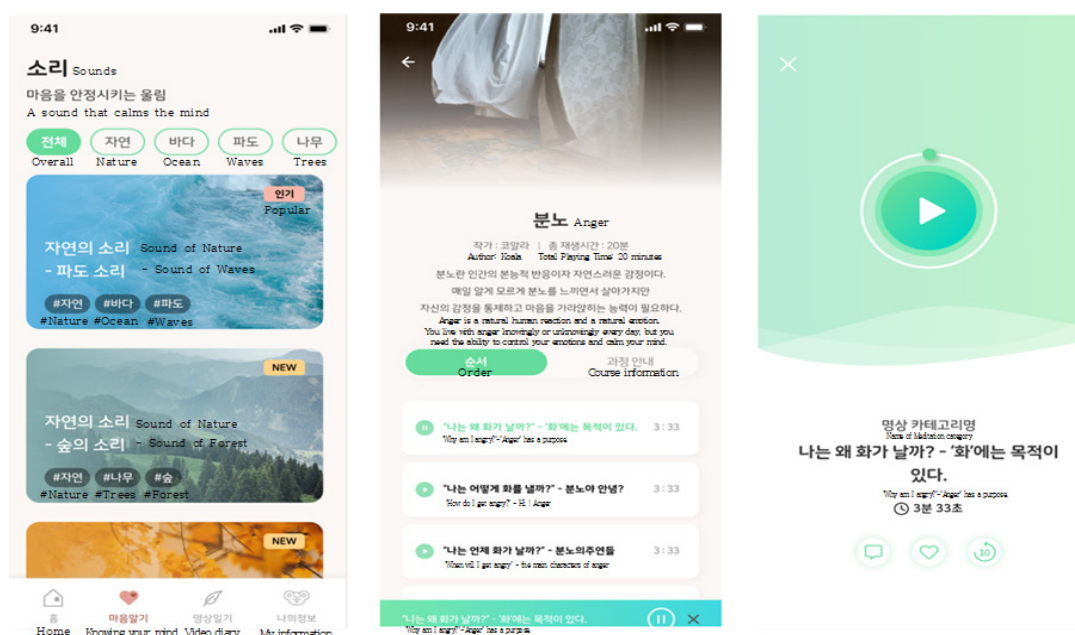 9:41
소리 Sounds
마음을 안정시키는 울림
A sound that calms the mind
전체 자연 바다 파도 나무
Overall Nature Ocean Waves Trees
인기
Popular
자연의 소리 Sound of Nature
- 파도 소리 - Sound of Waves
#자연 #바다 #파도
#Nature #Ocean #Waves
NEW
자연의 소리 Sound of Nature
- 숲의 소리 - Sound of Forest
#자연 #나무 #숲
#Nature #Trees #Forest
NEW
홈 마음알기 명상일기 나의정보
Home Knowing your mind Video diary My information
9:41
분노 Anger
작가 : 코알라 | 총 재생시간 : 20분
Author: Koala Total Playing Time: 20 minutes
분노란 인간의 본능적 반응이자 자연스러운 감정이다.
매일 알게 모르게 분노를 느끼면서 살아가지만
자신의 감정을 통제하고 마음을 가라앉히는 능력이 필요하다.
Anger is a natural human reaction and a natural emotion.
You live with anger knowingly or unknowingly every day, but you
need the ability to control your emotions and calm your mind.
순서 과정 안내
Order Course information
"나는 왜 화가 날까?" - '화'에는 목적이 있다. 3:33
"Why am I angry?"-"Anger" has a purpose.
"나는 어떻게 화를 낼까?" - 분노야 안녕? 3:33
"How do I get angry?" - Hi ! Anger
"나는 언제 화가 날까?" - 분노의주연들 3:33
"When will I get angry" - the main characters of anger
"나는 왜 화가 날까?" - '화'에는 목적이 있다.
"Why am I angry?"-"Anger" has a purpose.
명상 카테고리명
Name of Meditation category
나는 왜 화가 날까? - '화'에는 목적이
있다.
"Why am I angry?"-"Anger" has a purpose.
3분 33초
10